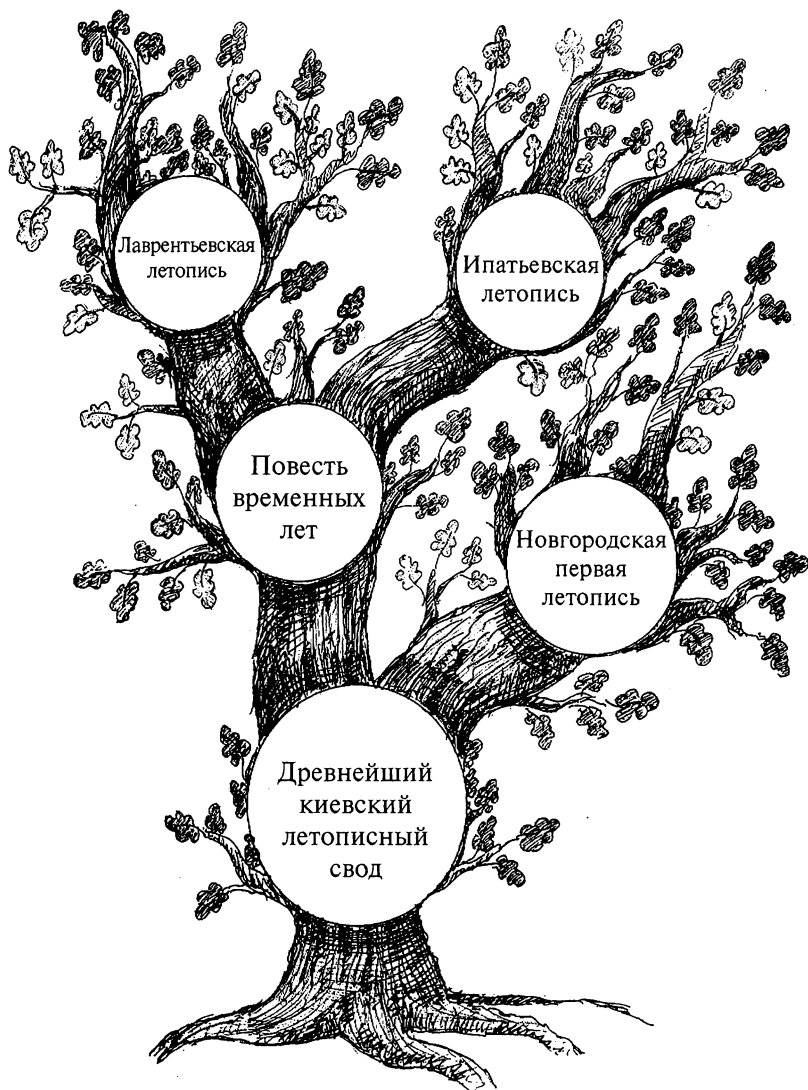 Лаврентьевская
летопись
Ипатьевская
летопись
Повесть
временных
лет
Новгородская
первая
летопись
Древнейший
киевский
летописный
свод